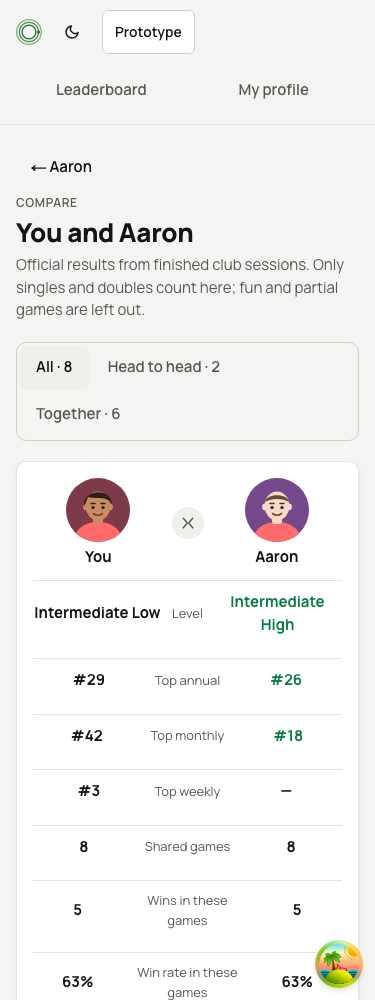 Prototype
Leaderboard
My profile
← Aaron
COMPARE
You and Aaron
Official results from finished club sessions. Only
singles and doubles count here; fun and partial
games are left out.
All · 8
Head to head · 2
Together · 6
You
Aaron
Intermediate Low
Level
Intermediate
High
#29
Top annual
#26
#42
Top monthly
#18
#3
Top weekly
—
8
Shared games
8
5
Wins in these
games
5
63%
Win rate in these
games
63%